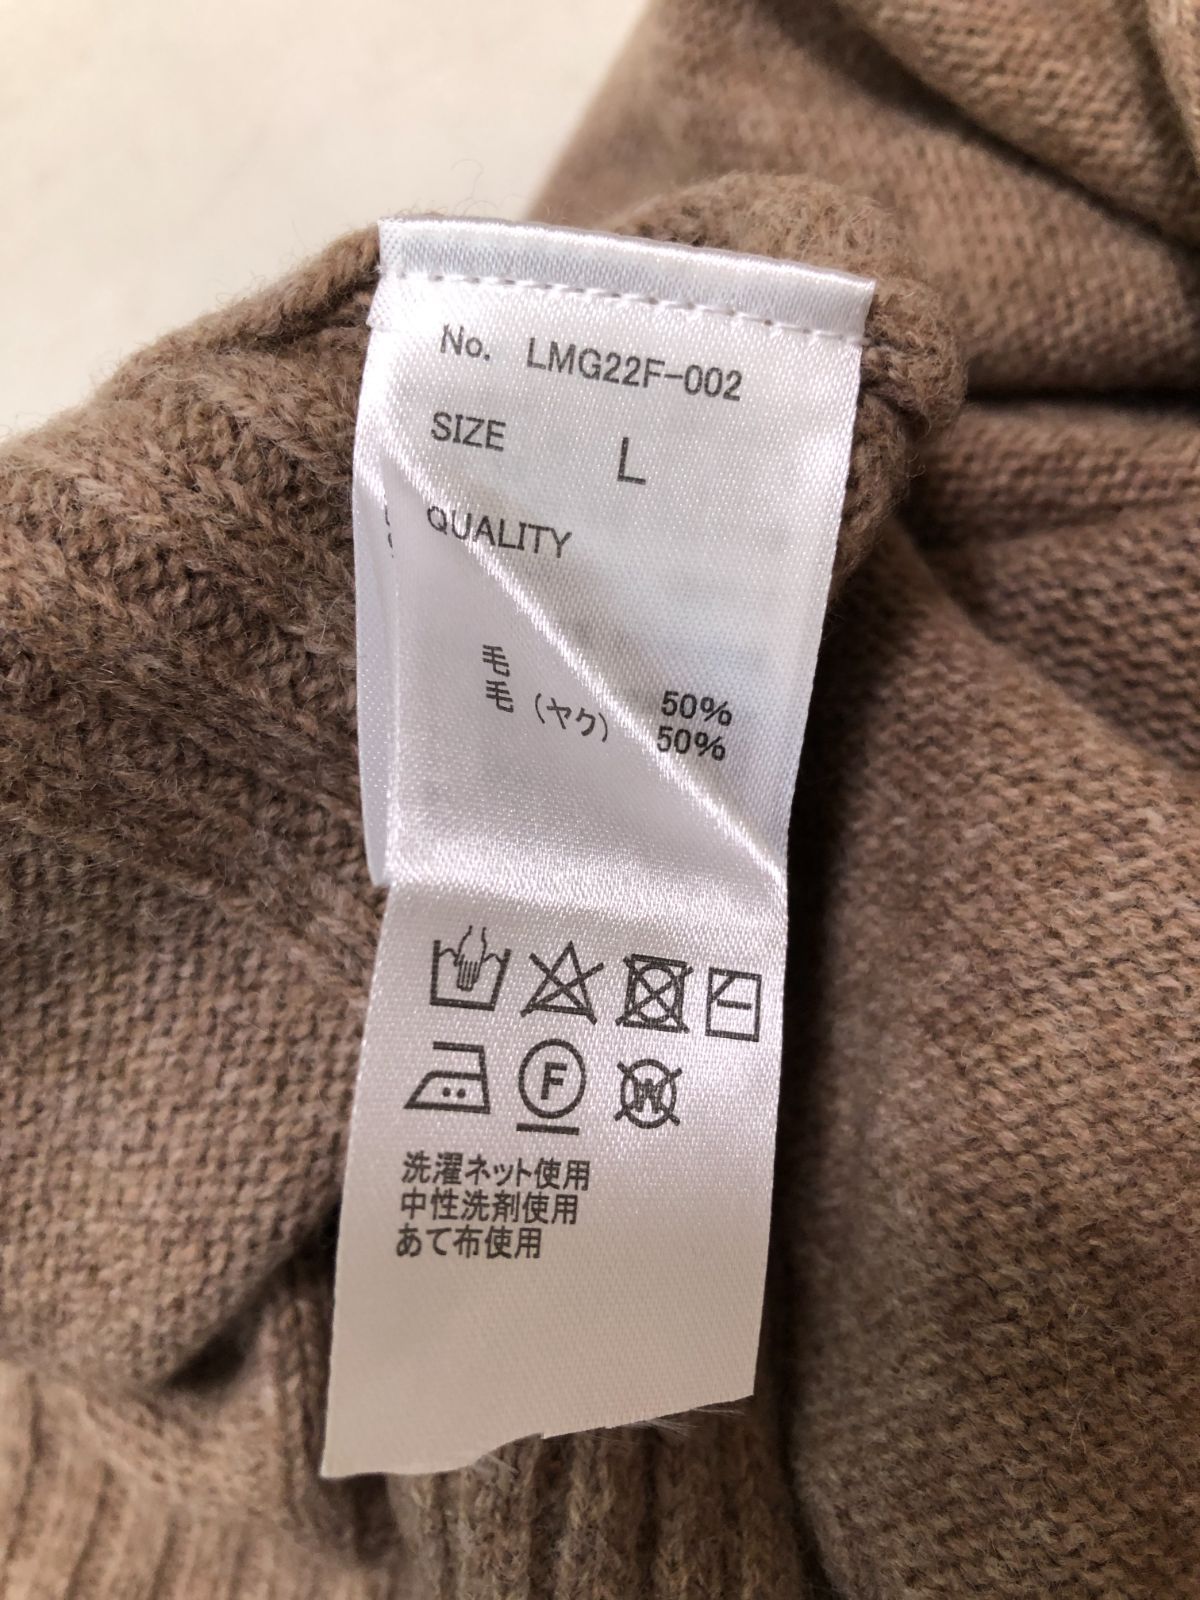 No. LMG22F-002
SIZE L
QUALITY
毛 50%
毛 (ヤク) 50%
F
W
洗濯ネット使用
中性洗剤使用
あて布使用